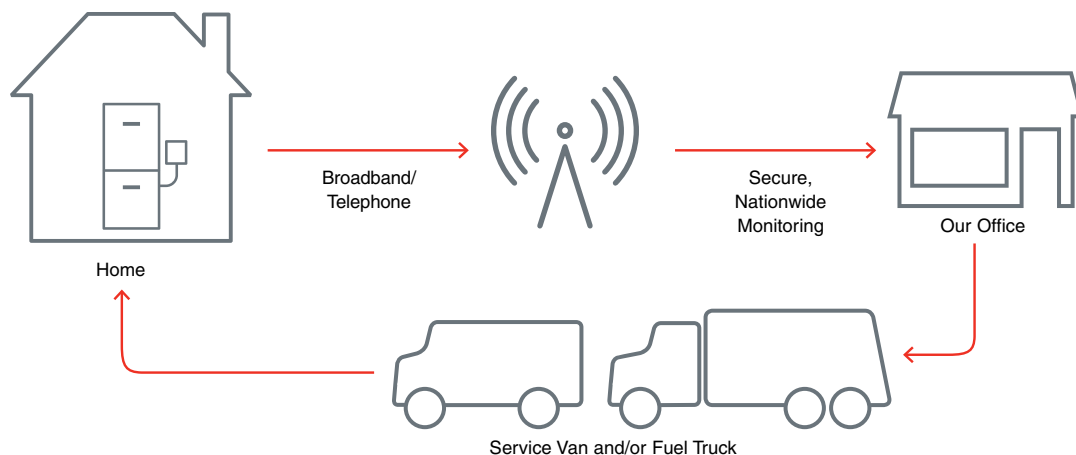 Broadband/
Telephone
Secure,
Nationwide
Monitoring
Our Office
Home
Service Van and/or Fuel Truck